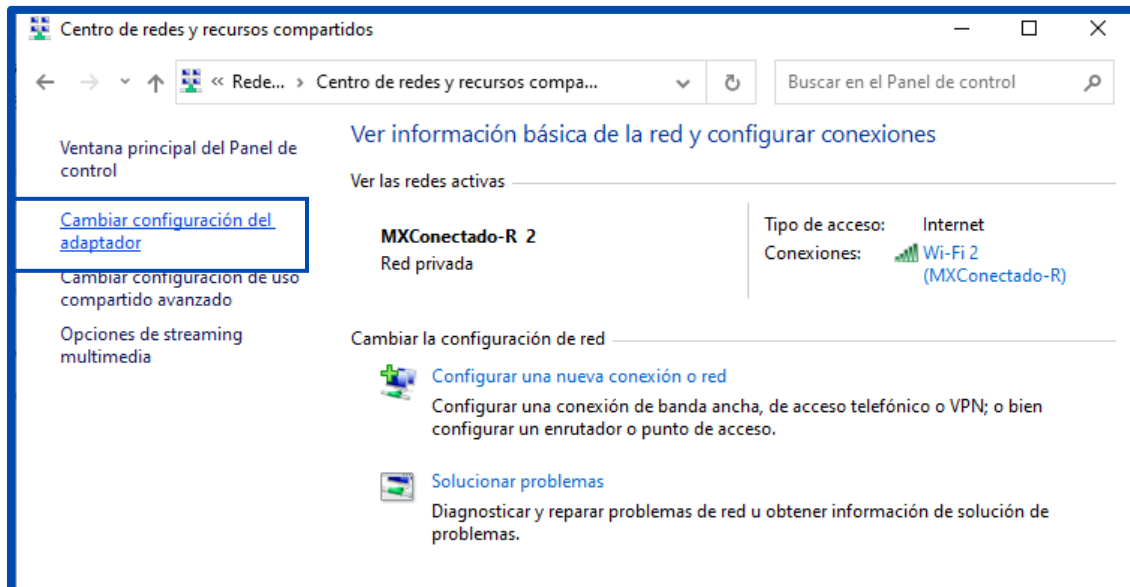 Centro de redes y recursos compartidos
« Rede... › Centro de redes y recursos compa...
Buscar en el Panel de control
Ventana principal del Panel de
control
Cambiar configuración del
adaptador
Cambiar configuración de uso
compartido avanzado
Opciones de streaming
multimedia
Ver información básica de la red y configurar conexiones
Ver las redes activas
MXConectado-R 2
Red privada
Tipo de acceso: Internet
Conexiones: Wi-Fi 2
(MXConectado-R)
Cambiar la configuración de red
Configurar una nueva conexión o red
Configurar una conexión de banda ancha, de acceso telefónico o VPN; o bien
configurar un enrutador o punto de acceso.
Solucionar problemas
Diagnosticar y reparar problemas de red u obtener información de solución de
problemas.